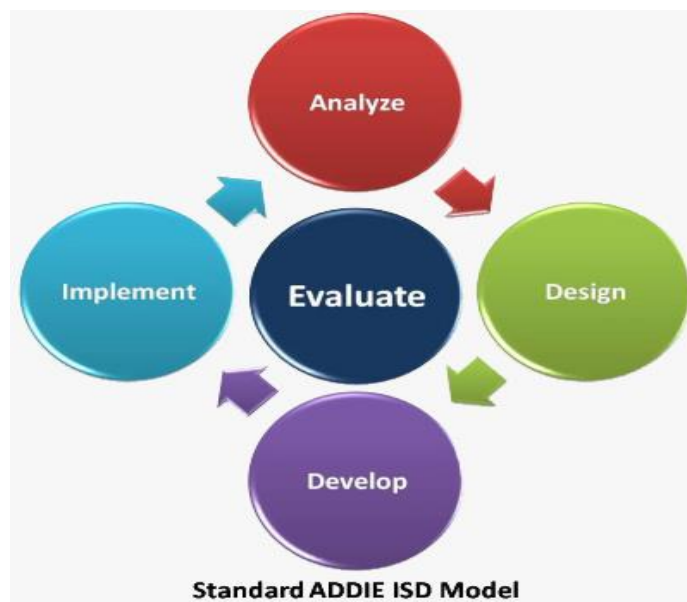 Analyze
Implement
Evaluate
Design
Develop
Standard ADDIE ISD Model